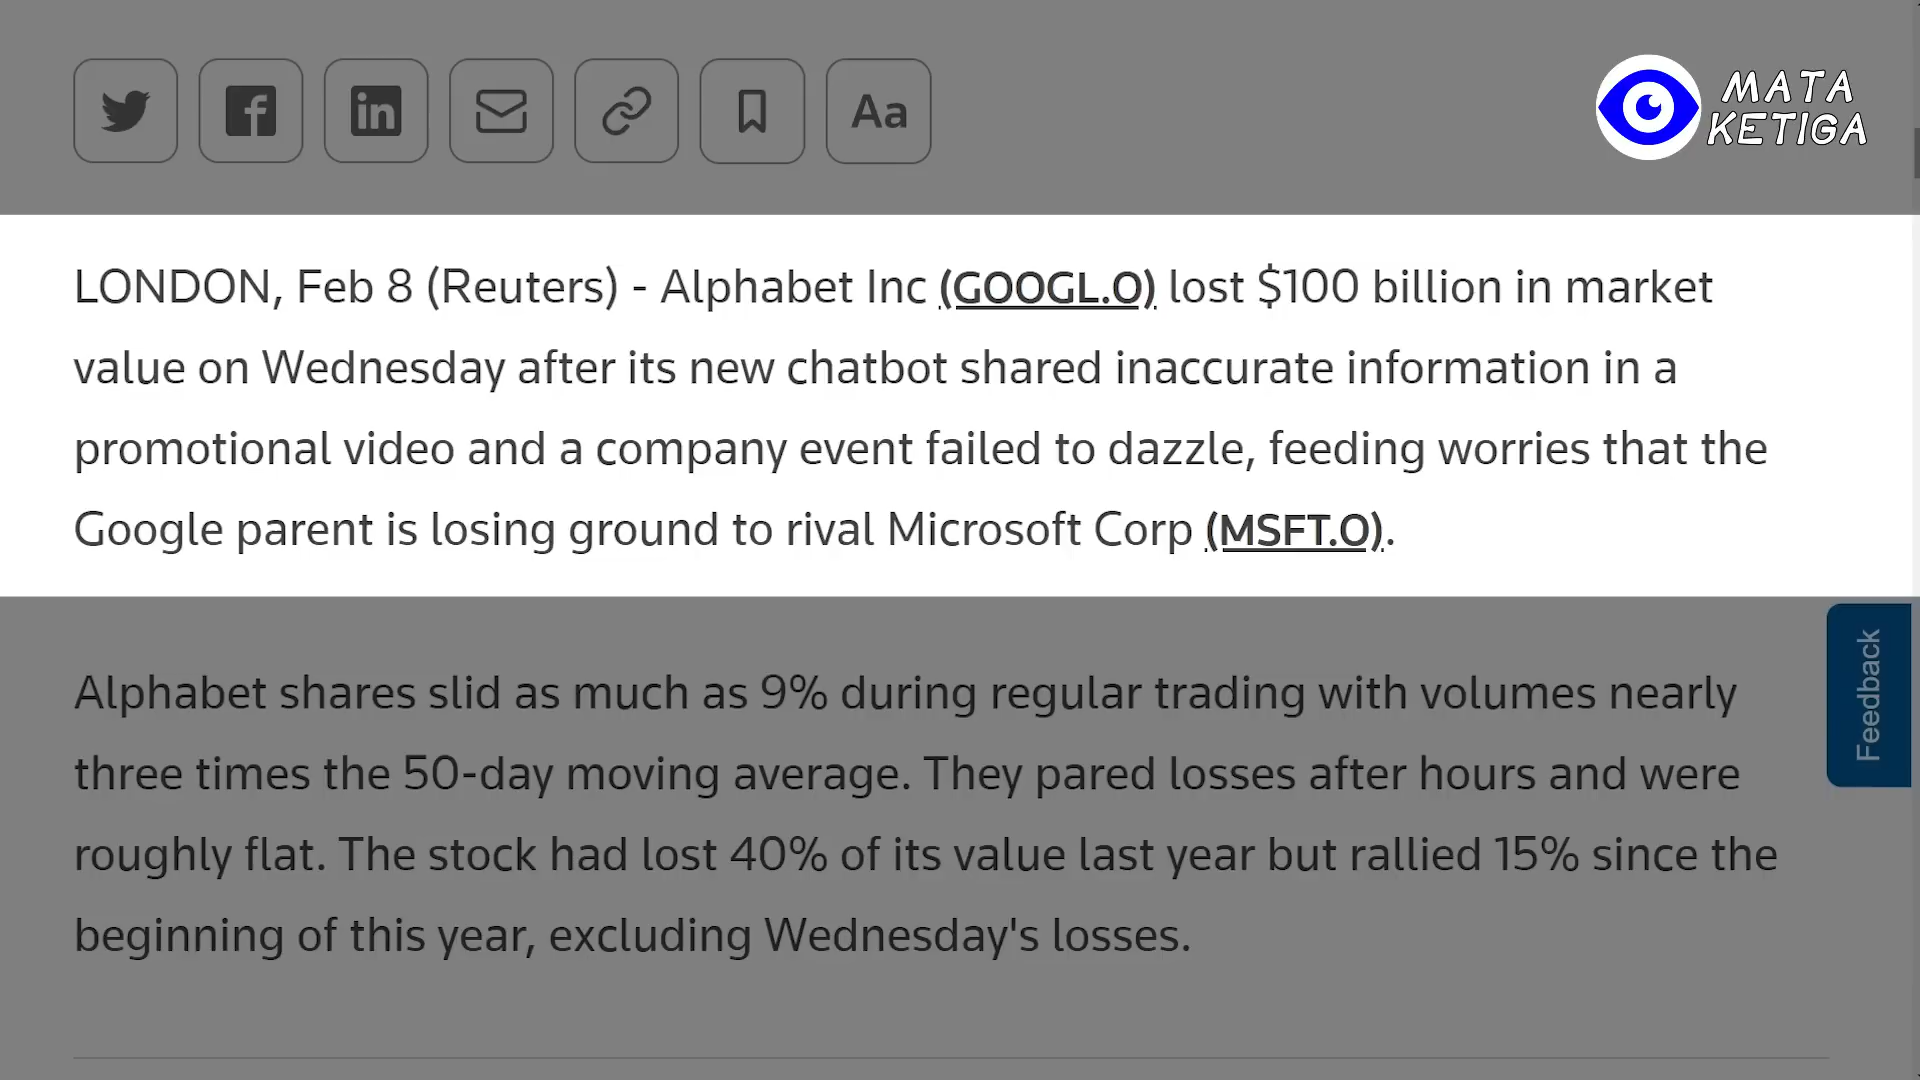 Aa
MATA
KETIGA
LONDON, Feb 8 (Reuters) - Alphabet Inc (GOOGL.O) lost $100 billion in market
value on Wednesday after its new chatbot shared inaccurate information in a
promotional video and a company event failed to dazzle, feeding worries that the
Google parent is losing ground to rival Microsoft Corp (MSFT.O).
Feedback
Alphabet shares slid as much as 9% during regular trading with volumes nearly
three times the 50-day moving average. They pared losses after hours and were
roughly flat. The stock had lost 40% of its value last year but rallied 15% since the
beginning of this year, excluding Wednesday's losses.